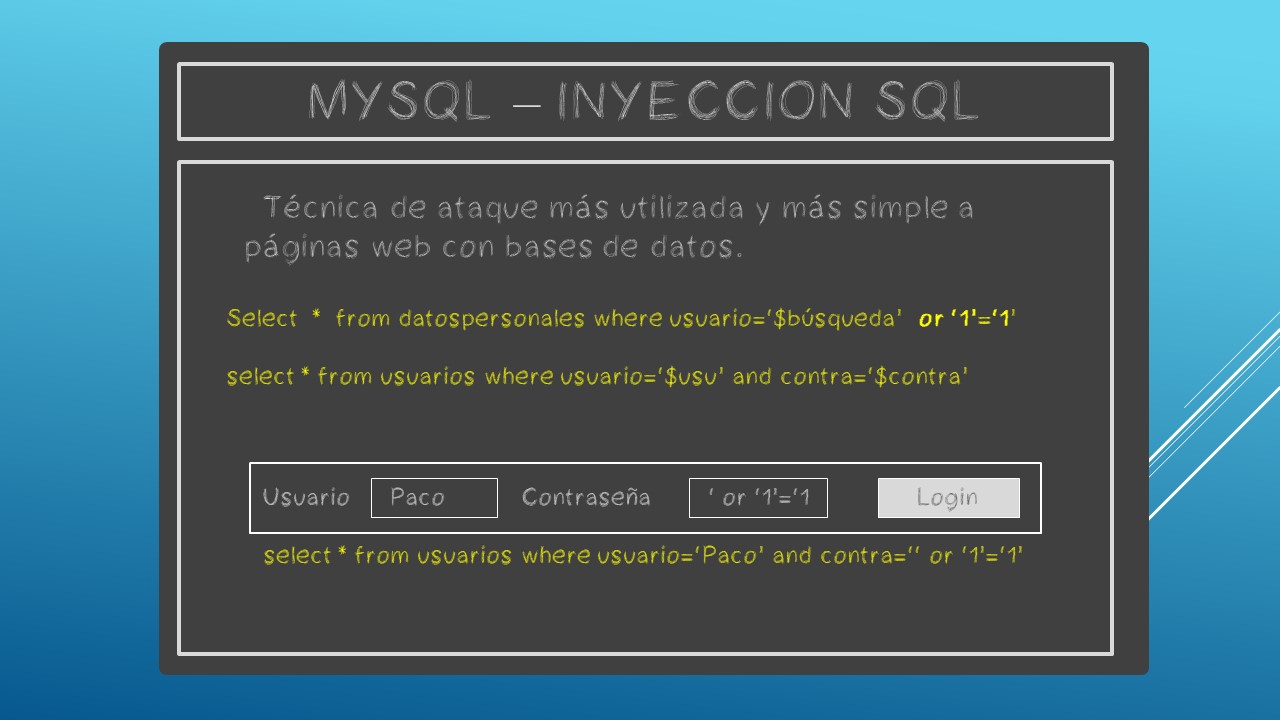 MYSQL – INYECCION SQL
Técnica de ataque más utilizada y más simple a
páginas web con bases de datos.
Select * from datospersonales where usuario=‘$búsqueda’ or ‘1’=‘1’
select * from usuarios where usuario=‘$usu’ and contra=‘$contra’
Usuario Paco Contraseña ‘ or ‘1’=‘1 Login
select * from usuarios where usuario=‘Paco’ and contra=‘‘ or ‘1’=‘1’